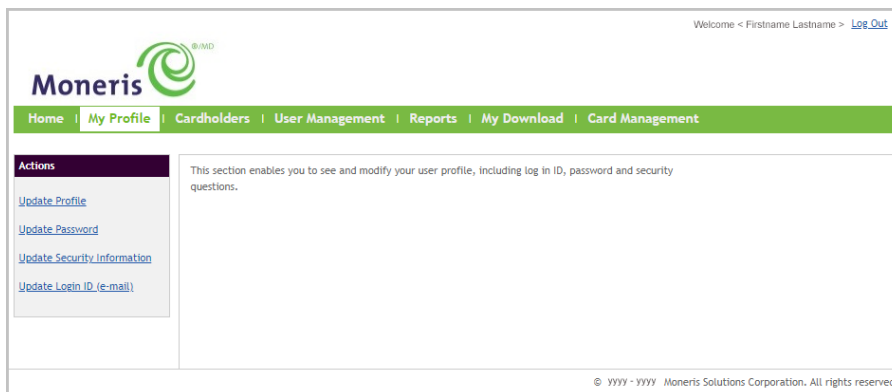 Welcome < Firstname Lastname > Log Out
Moneris ®/MD
Home | My Profile | Cardholders | User Management | Reports | My Download | Card Management
Actions
Update Profile
Update Password
Update Security Information
Update Login ID (e-mail)
This section enables you to see and modify your user profile, including log in ID, password and security
questions.
© yyyy - yyyy Moneris Solutions Corporation. All rights reserved